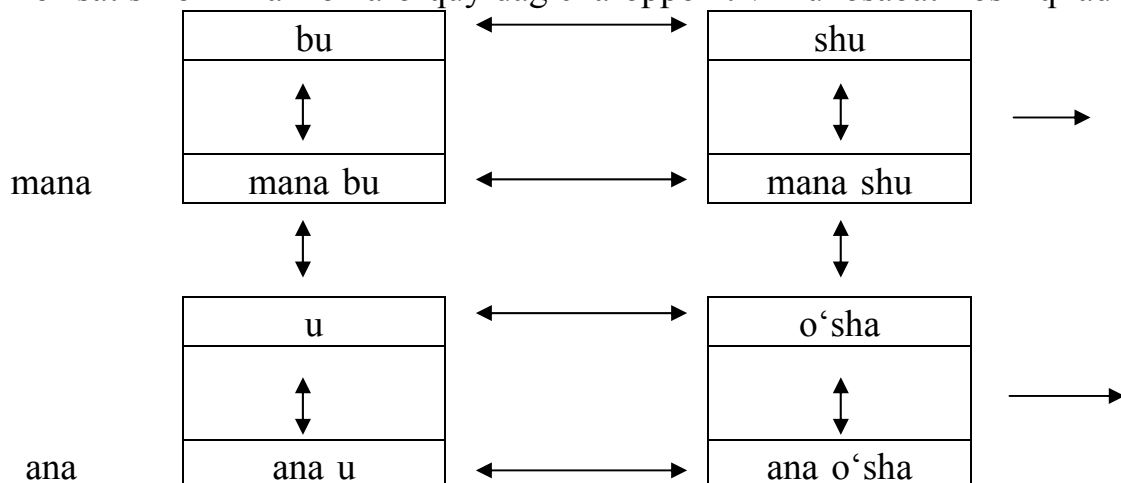 bu shu
mana mana bu mana shu
u o‘sha
ana ana u ana o‘sha